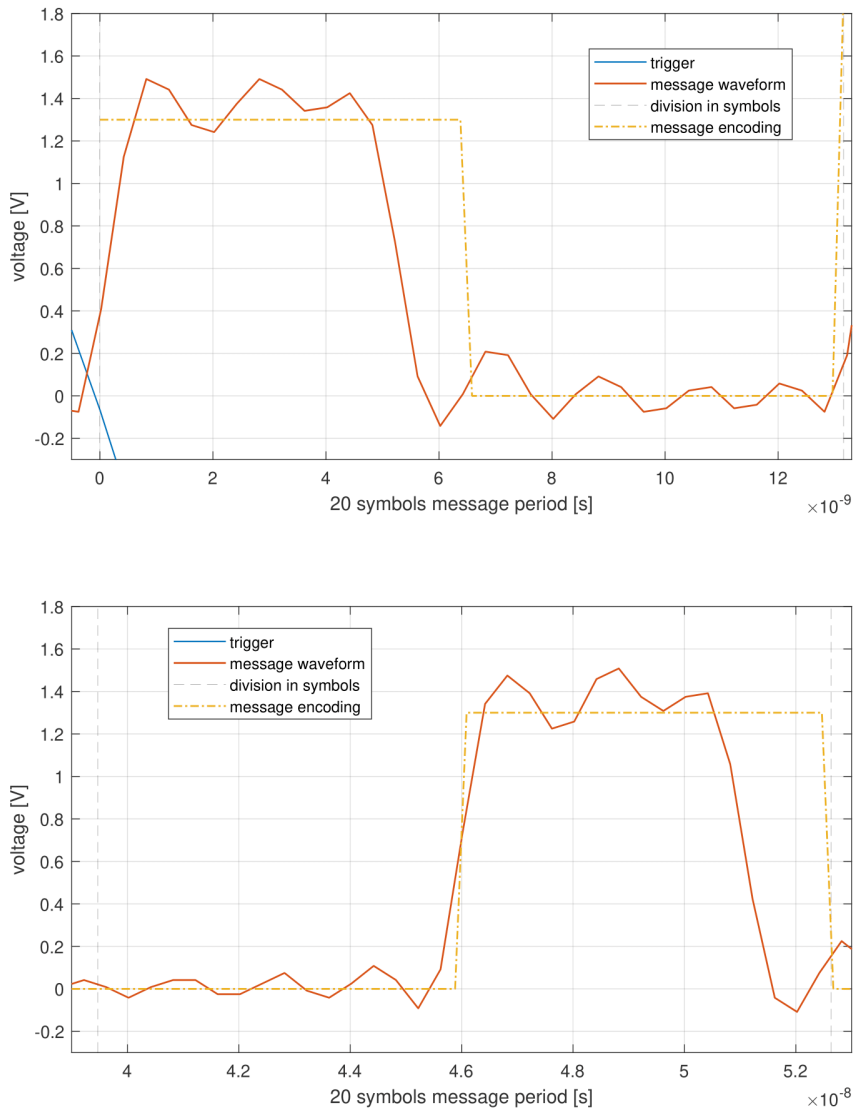 1.8
1.6
1.4
1.2
1
0.8
0.6
0.4
0.2
0
-0.2
voltage [V]
trigger
message waveform
division in symbols
message encoding
0 2 4 6 8 10 12
20 symbols message period [s]
×10-9
1.8
1.6
1.4
1.2
1
0.8
0.6
0.4
0.2
0
-0.2
voltage [V]
trigger
message waveform
division in symbols
message encoding
4 4.2 4.4 4.6 4.8 5 5.2
20 symbols message period [s]
×10-8